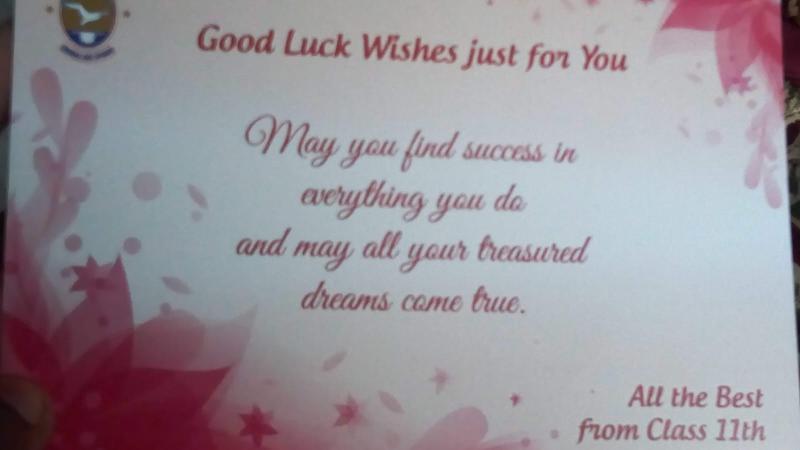 Good Luck Wishes just for You
May you find success in
everything you do
and may all your treasured
dreams come true.
All the Best
from Class 11th